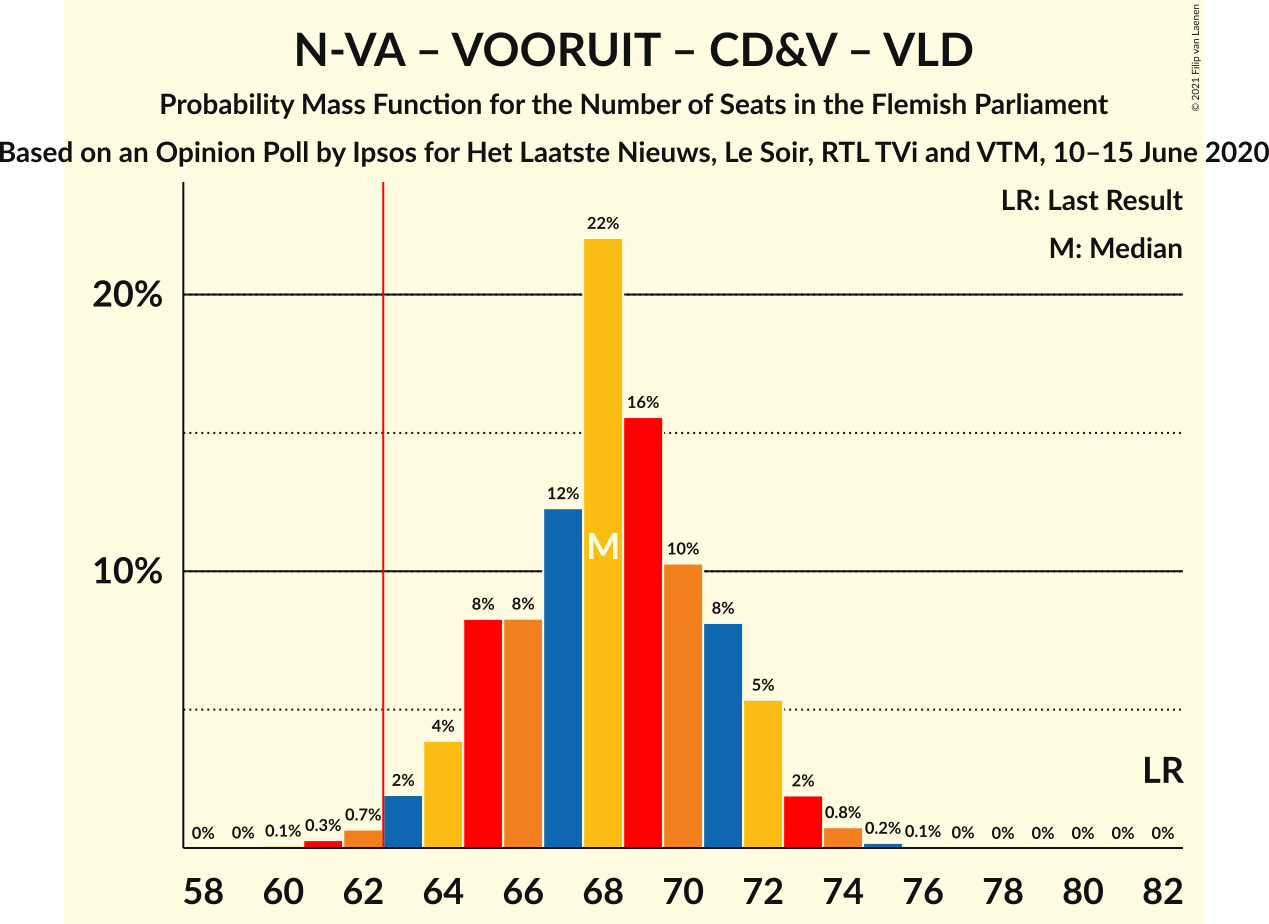 N-VA – VOORUIT – CD&V – VLD
Probability Mass Function for the Number of Seats in the Flemish Parliament
Based on an Opinion Poll by Ipsos for Het Laatste Nieuws, Le Soir, RTL TVi and VTM, 10–15 June 2020
© 2021 Filip van Laenen
LR: Last Result
M: Median
20%
10%
0% 0% 0.1% 0.3% 0.7% 2% 4% 8% 8% 12% 22% 16% 10% 8% 5% 2% 0.8% 0.2% 0.1% 0% 0% 0% 0% 0% 0%
M
LR
58 60 62 64 66 68 70 72 74 76 78 80 82